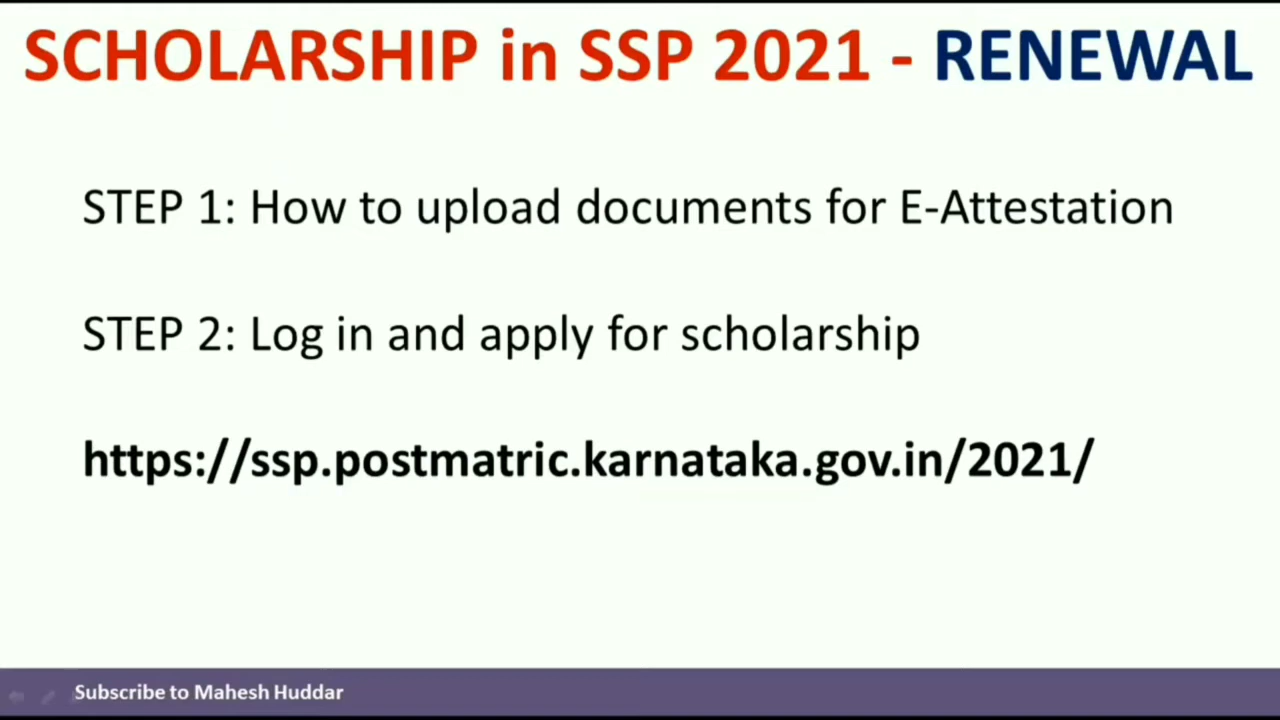 SCHOLARSHIP in SSP 2021 - RENEWAL
STEP 1: How to upload documents for E-Attestation
STEP 2: Log in and apply for scholarship
https://ssp.postmatric.karnataka.gov.in/2021/
Subscribe to Mahesh Huddar